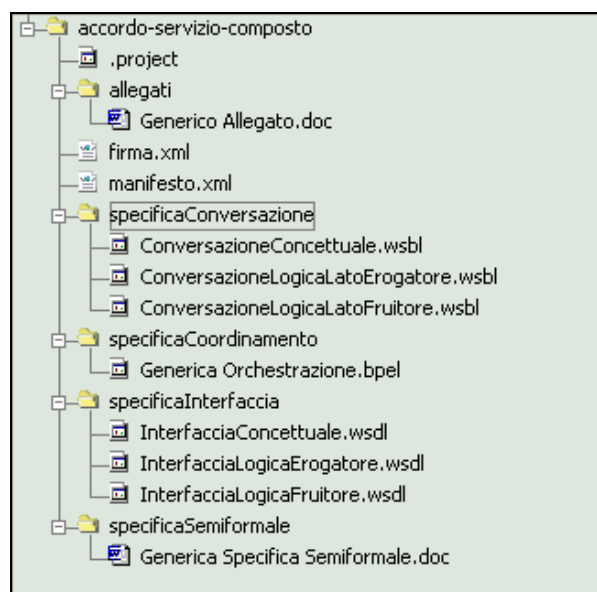 accordo-servizio-composto
.project
allegati
Generico Allegato.doc
firma.xml
manifesto.xml
specificaConversazione
ConversazioneConcettuale.wsbl
ConversazioneLogicaLatoErogatore.wsbl
ConversazioneLogicaLatoFruitore.wsbl
specificaCoordinamento
Generica Orchestrazione.bpel
specificaInterfaccia
InterfacciaConcettuale.wsdl
InterfacciaLogicaErogatore.wsdl
InterfacciaLogicaFruitore.wsdl
specificaSemiformale
Generica Specifica Semiformale.doc